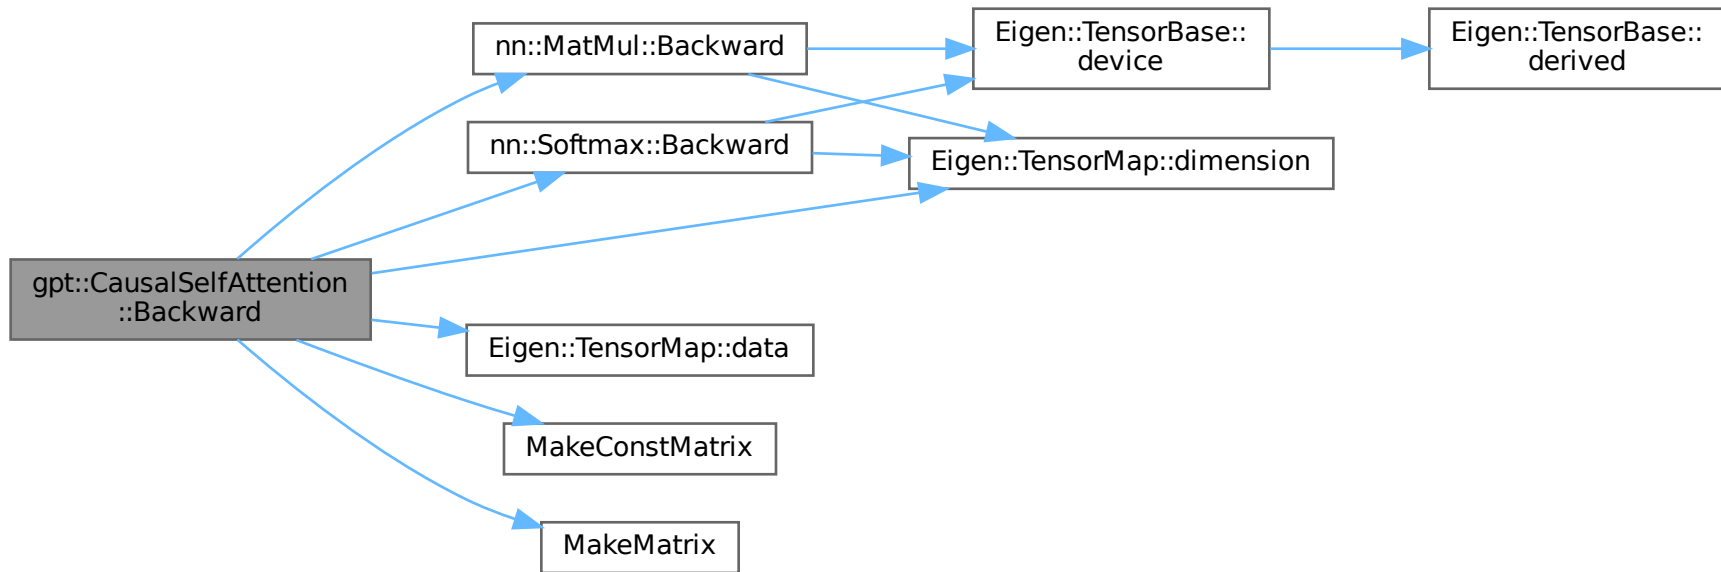 nn::MatMul::Backward
Eigen::TensorBase::
device
Eigen::TensorBase::
derived
nn::Softmax::Backward
Eigen::TensorMap::dimension
gpt::CausalSelfAttention
::Backward
Eigen::TensorMap::data
MakeConstMatrix
MakeMatrix